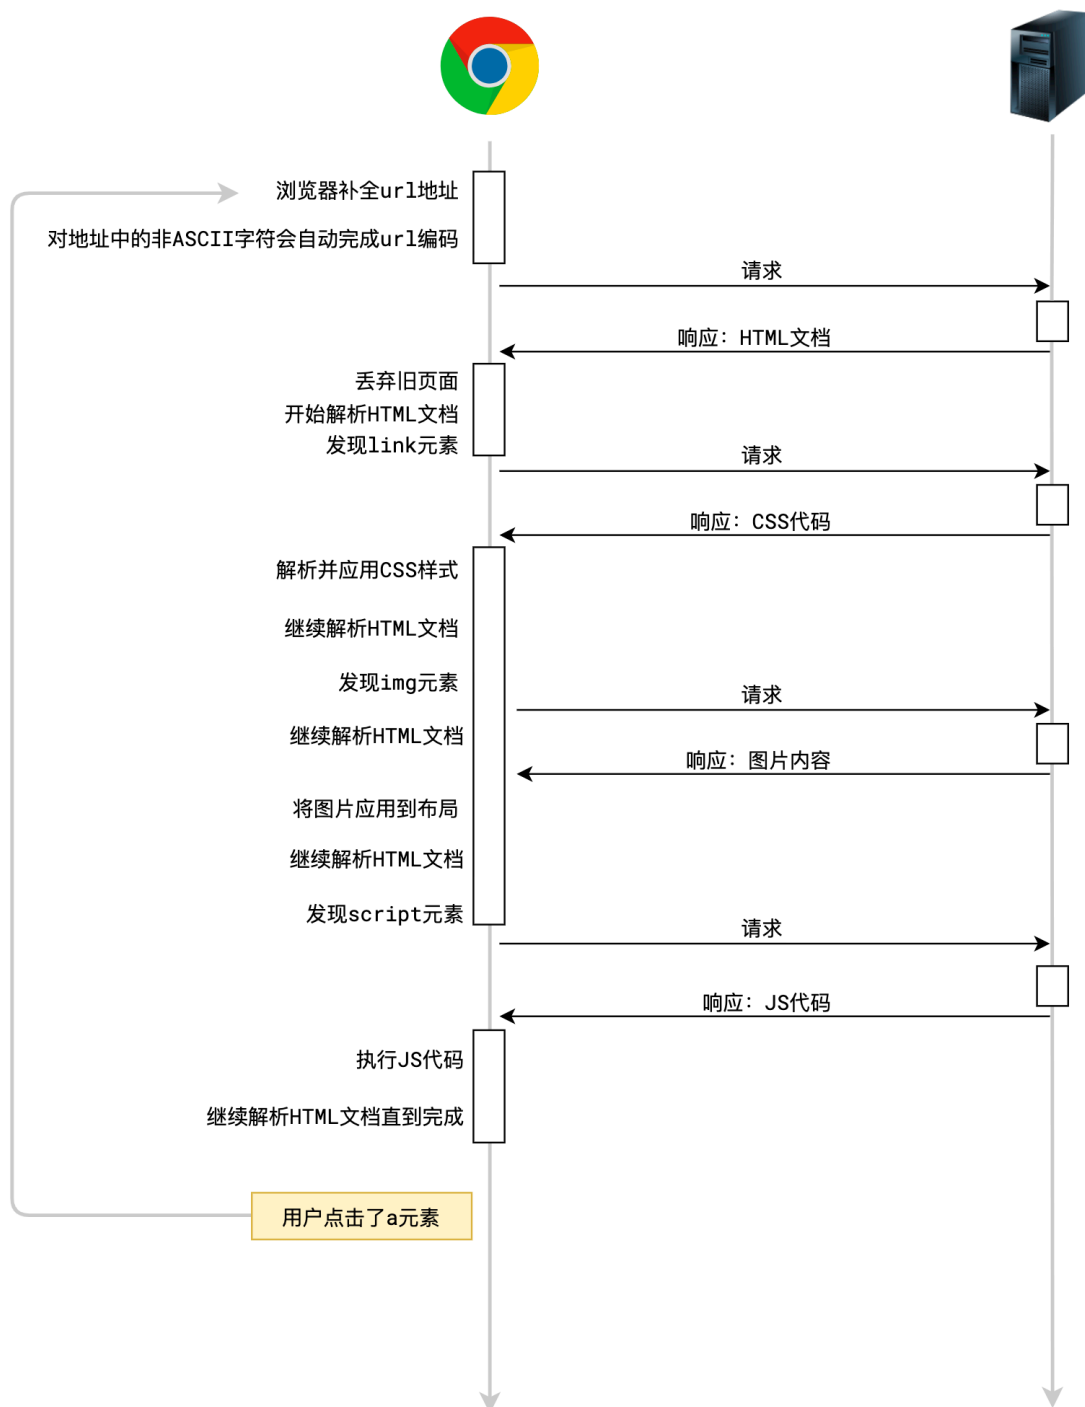 浏览器补全url地址
对地址中的非ASCII字符会自动完成url编码
请求
响应：HTML文档
丢弃旧页面
开始解析HTML文档
发现link元素
请求
响应：CSS代码
解析并应用CSS样式
继续解析HTML文档
发现img元素
请求
继续解析HTML文档
响应：图片内容
将图片应用到布局
继续解析HTML文档
发现script元素
请求
响应：JS代码
执行JS代码
继续解析HTML文档直到完成
用户点击了a元素